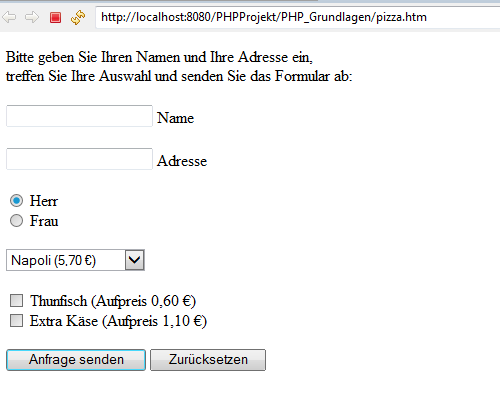 http://localhost:8080/PHPProjekt/PHP_Grundlagen/pizza.htm
Bitte geben Sie Ihren Namen und Ihre Adresse ein,
treffen Sie Ihre Auswahl und senden Sie das Formular ab:
Name
Adresse
Herr
Frau
Napoli (5,70 €)
Thunfisch (Aufpreis 0,60 €)
Extra Käse (Aufpreis 1,10 €)
Anfrage senden Zurücksetzen